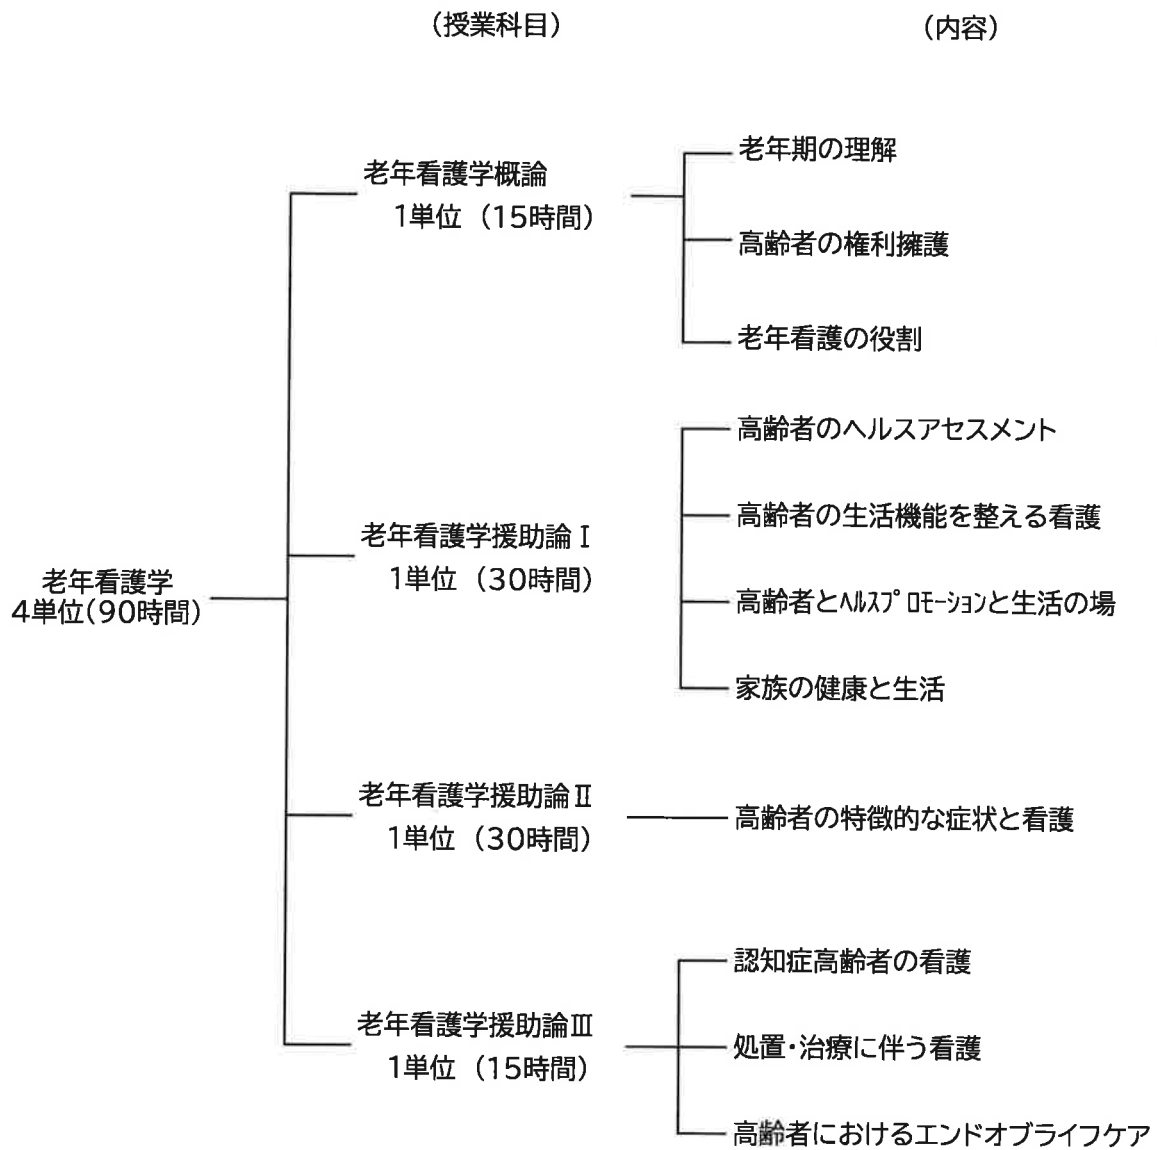 （授業科目）
（内容）
老年看護学
4単位(90時間)
老年看護学概論
1単位（15時間）
老年期の理解
高齢者の権利擁護
老年看護の役割
老年看護学援助論Ⅰ
1単位（30時間）
高齢者のヘルスアセスメント
高齢者の生活機能を整える看護
高齢者とﾍﾙｽﾌﾟﾛﾓｰｼｮﾝと生活の場
家族の健康と生活
老年看護学援助論Ⅱ
1単位（30時間）
高齢者の特徴的な症状と看護
老年看護学援助論Ⅲ
1単位（15時間）
認知症高齢者の看護
処置・治療に伴う看護
高齢者におけるエンドオブライフケア